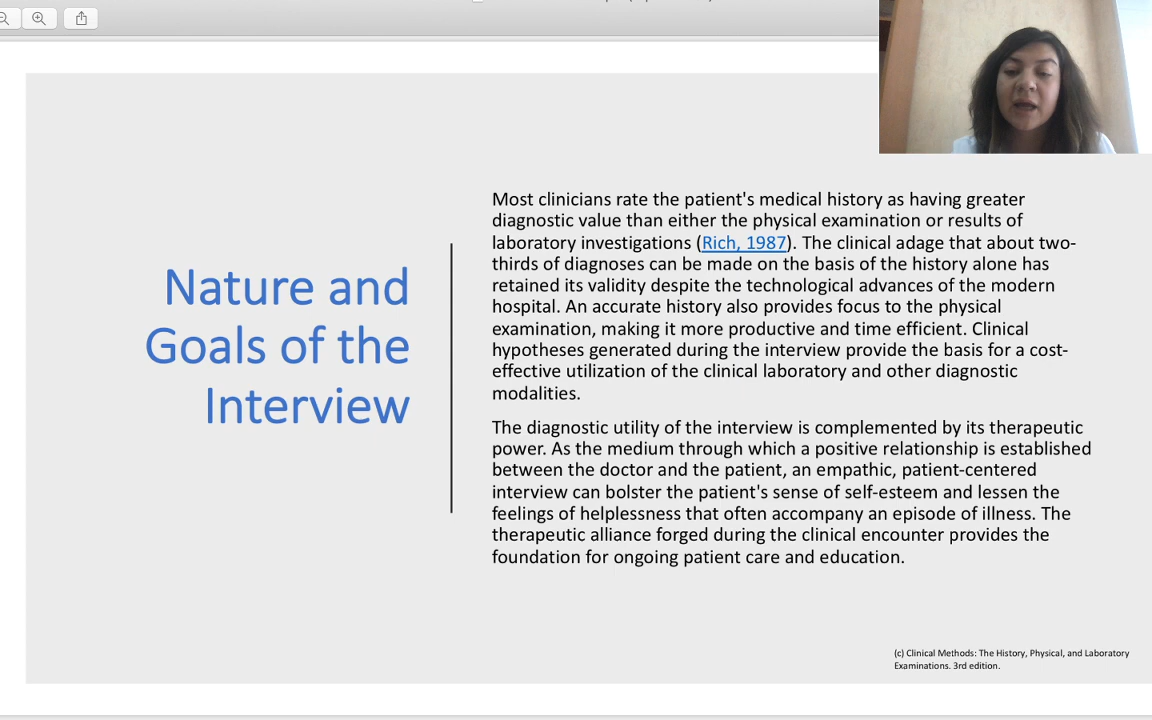 Nature and
Goals of the
Interview
Most clinicians rate the patient's medical history as having greater
diagnostic value than either the physical examination or results of
laboratory investigations (Rich, 1987). The clinical adage that about two-
thirds of diagnoses can be made on the basis of the history alone has
retained its validity despite the technological advances of the modern
hospital. An accurate history also provides focus to the physical
examination, making it more productive and time efficient. Clinical
hypotheses generated during the interview provide the basis for a cost-
effective utilization of the clinical laboratory and other diagnostic
modalities.
The diagnostic utility of the interview is complemented by its therapeutic
power. As the medium through which a positive relationship is established
between the doctor and the patient, an empathic, patient-centered
interview can bolster the patient's sense of self-esteem and lessen the
feelings of helplessness that often accompany an episode of illness. The
therapeutic alliance forged during the clinical encounter provides the
foundation for ongoing patient care and education.
(c) Clinical Methods: The History, Physical, and Laboratory
Examinations. 3rd edition.